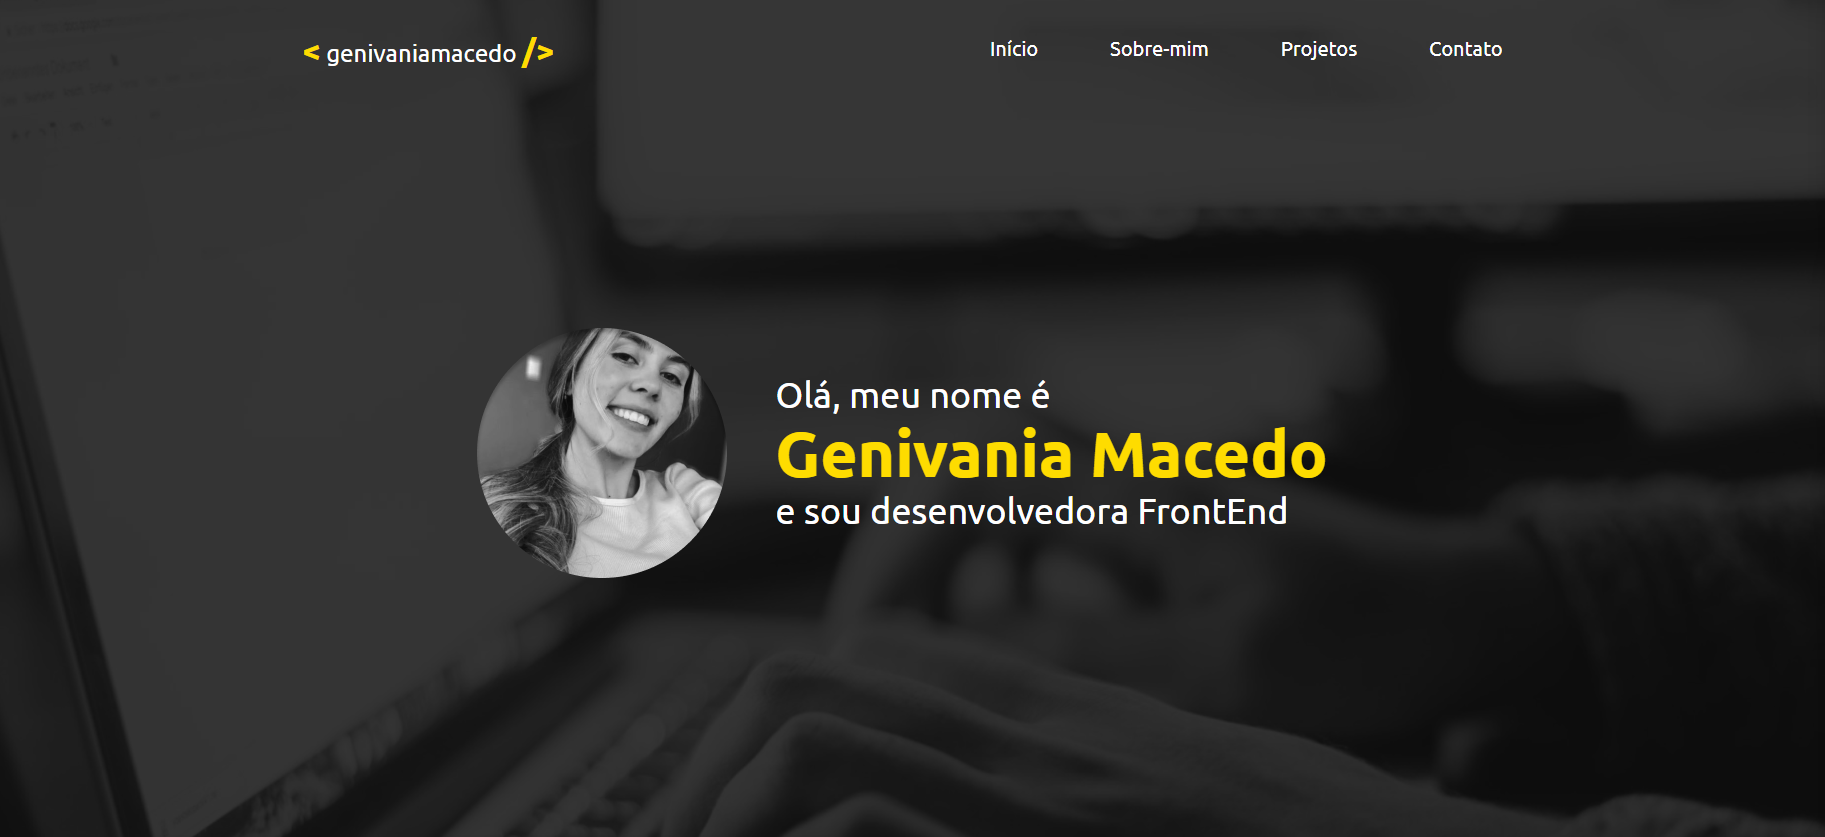 < genivaniamacedo />
Início Sobre-mim Projetos Contato
Olá, meu nome é
Genivania Macedo
e sou desenvolvedora FrontEnd